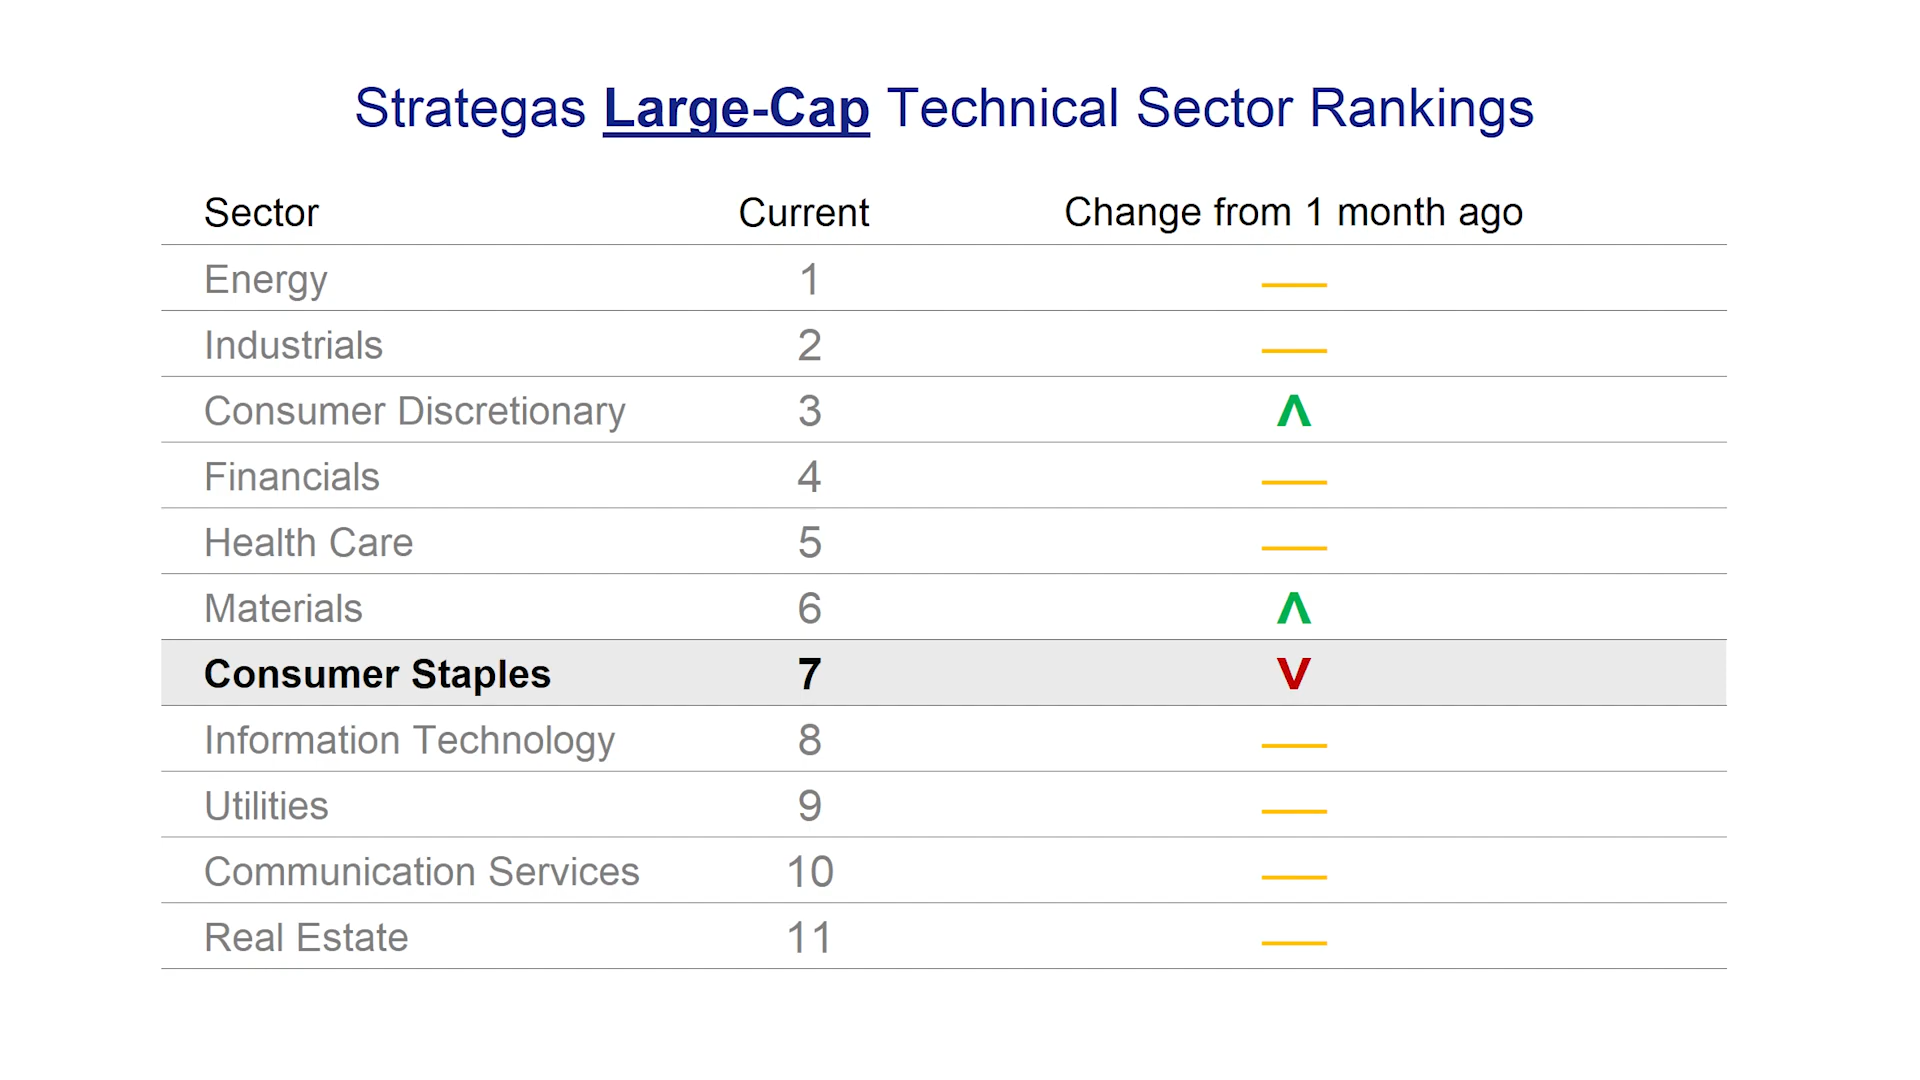 Strategas Large-Cap Technical Sector Rankings
Sector Current Change from 1 month ago
Energy 1 —
Industrials 2 —
Consumer Discretionary 3 Λ
Financials 4 —
Health Care 5 —
Materials 6 Λ
Consumer Staples 7 V
Information Technology 8 —
Utilities 9 —
Communication Services 10 —
Real Estate 11 —